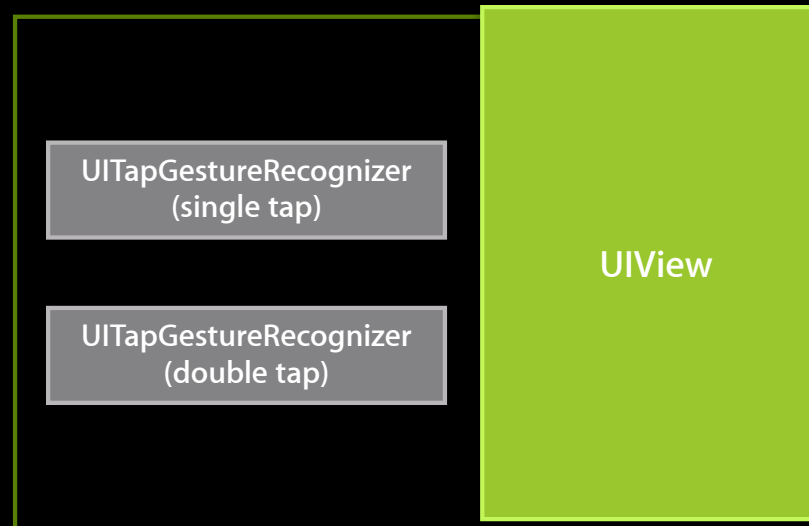 UITapGestureRecognizer
(single tap)
UITapGestureRecognizer
(double tap)
UIView